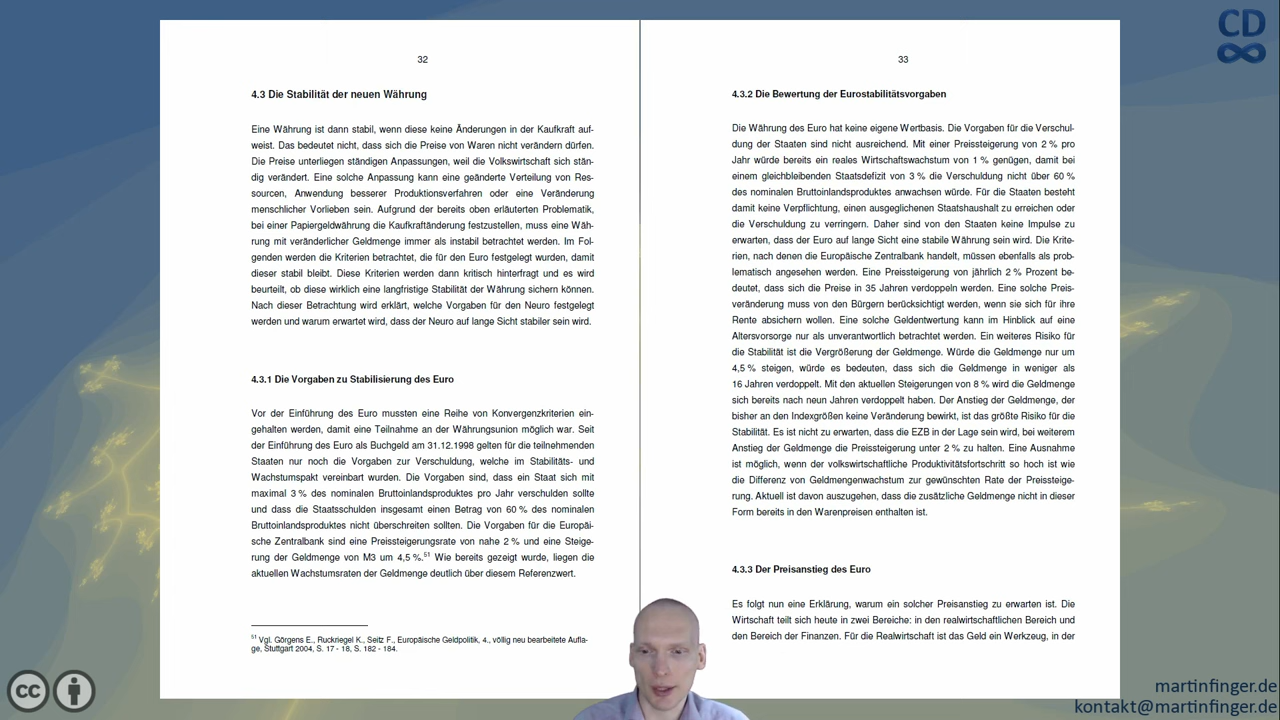 32
4.3 Die Stabilität der neuen Währung
Eine Währung ist dann stabil, wenn diese keine Änderungen in der Kaufkraft auf-
weist. Das bedeutet nicht, dass sich die Preise von Waren nicht verändern dürfen.
Die Preise unterliegen ständigen Anpassungen, weil die Volkswirtschaft sich stän-
dig verändert. Eine solche Anpassung kann eine geänderte Verteilung von Res-
sourcen, Anwendung besserer Produktionsverfahren oder eine Veränderung
menschlicher Vorlieben sein. Aufgrund der bereits oben erläuterten Problematik,
bei einer Papiergeldwährung die Kaufkraftänderung festzustellen, muss eine Wäh-
rung mit veränderlicher Geldmenge immer als instabil betrachtet werden. Im Fol-
genden werden die Kriterien betrachtet, die für den Euro festgelegt wurden, damit
dieser stabil bleibt. Diese Kriterien werden dann kritisch hinterfragt und es wird
beurteilt, ob diese wirklich eine langfristige Stabilität der Währung sichern können.
Nach dieser Betrachtung wird erklärt, welche Vorgaben für den Neuro festgelegt
werden und warum erwartet wird, dass der Neuro auf lange Sicht stabiler sein wird.
4.3.1 Die Vorgaben zu Stabilisierung des Euro
Vor der Einführung des Euro mussten eine Reihe von Konvergenzkriterien ein-
gehalten werden, damit eine Teilnahme an der Währungsunion möglich war. Seit
der Einführung des Euro als Buchgeld am 31.12.1998 gelten für die teilnehmenden
Staaten nur noch die Vorgaben zur Verschuldung, welche im Stabilitäts- und
Wachstumspakt vereinbart wurden. Die Vorgaben sind, dass ein Staat sich mit
maximal 3 % des nominalen Bruttoinlandsproduktes pro Jahr verschulden sollte
und dass die Staatsschulden insgesamt einen Betrag von 60 % des nominalen
Bruttoinlandsproduktes nicht überschreiten sollten. Die Vorgaben für die Europäi-
sche Zentralbank sind eine Preissteigerungsrate von nahe 2 % und eine Steige-
rung der Geldmenge von M3 um 4,5 %.51 Wie bereits gezeigt wurde, liegen die
aktuellen Wachstumsraten der Geldmenge deutlich über diesem Referenzwert.
51 Vgl. Görgens E., Ruckriegel K., Seitz F., Europäische Geldpolitik, 4., völlig neu bearbeitete Aufla-
ge, Stuttgart 2004, S. 17 - 18, S. 182 - 184.
33
4.3.2 Die Bewertung der Eurostabilitätsvorgaben
Die Währung des Euro hat keine eigene Wertbasis. Die Vorgaben für die Verschul-
dung der Staaten sind nicht ausreichend. Mit einer Preissteigerung von 2 % pro
Jahr würde bereits ein reales Wirtschaftswachstum von 1 % genügen, damit bei
einem gleichbleibenden Staatsdefizit von 3 % die Verschuldung nicht über 60 %
des nominalen Bruttoinlandsproduktes anwachsen würde. Für die Staaten besteht
damit keine Verpflichtung, einen ausgeglichenen Staatshaushalt zu erreichen oder
die Verschuldung zu verringern. Daher sind von den Staaten keine Impulse zu
erwarten, dass der Euro auf lange Sicht eine stabile Währung sein wird. Die Krite-
rien, nach denen die Europäische Zentralbank handelt, müssen ebenfalls als prob-
lematisch angesehen werden. Eine Preissteigerung von jährlich 2 % Prozent be-
deutet, dass sich die Preise in 35 Jahren verdoppeln werden. Eine solche Preis-
veränderung muss von den Bürgern berücksichtigt werden, wenn sie sich für ihre
Rente absichern wollen. Eine solche Geldentwertung kann im Hinblick auf eine
Altersvorsorge nur als unverantwortlich betrachtet werden. Ein weiteres Risiko für
die Stabilität ist die Vergrößerung der Geldmenge. Würde die Geldmenge nur um
4,5 % steigen, würde es bedeuten, dass sich die Geldmenge in weniger als
16 Jahren verdoppelt. Mit den aktuellen Steigerungen von 8 % wird die Geldmenge
sich bereits nach neun Jahren verdoppelt haben. Der Anstieg der Geldmenge, der
bisher an den Indexgrößen keine Veränderung bewirkt, ist das größte Risiko für die
Stabilität. Es ist nicht zu erwarten, dass die EZB in der Lage sein wird, bei weiterem
Anstieg der Geldmenge die Preissteigerung unter 2 % zu halten. Eine Ausnahme
ist möglich, wenn der volkswirtschaftliche Produktivitätsfortschritt so hoch ist wie
die Differenz von Geldmengenwachstum zur gewünschten Rate der Preissteige-
rung. Aktuell ist davon auszugehen, dass die zusätzliche Geldmenge nicht in dieser
Form bereits in den Warenpreisen enthalten ist.
4.3.3 Der Preisanstieg des Euro
Es folgt nun eine Erklärung, warum ein solcher Preisanstieg zu erwarten ist. Die
Wirtschaft teilt sich heute in zwei Bereiche: in den realwirtschaftlichen Bereich und
den Bereich der Finanzen. Für die Realwirtschaft ist das Geld ein Werkzeug, in der
CD
cc
martinfinger.de
kontakt@martinfinger.de